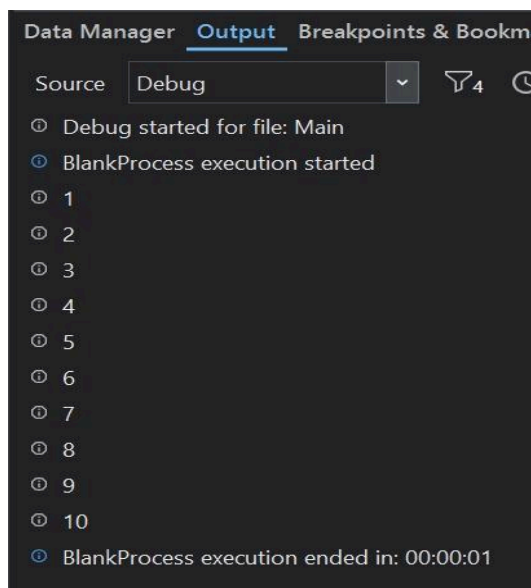 Data Manager Output Breakpoints & Bookm
Source Debug 4
Debug started for file: Main
BlankProcess execution started
1
2
3
4
5
6
7
8
9
10
BlankProcess execution ended in: 00:00:01